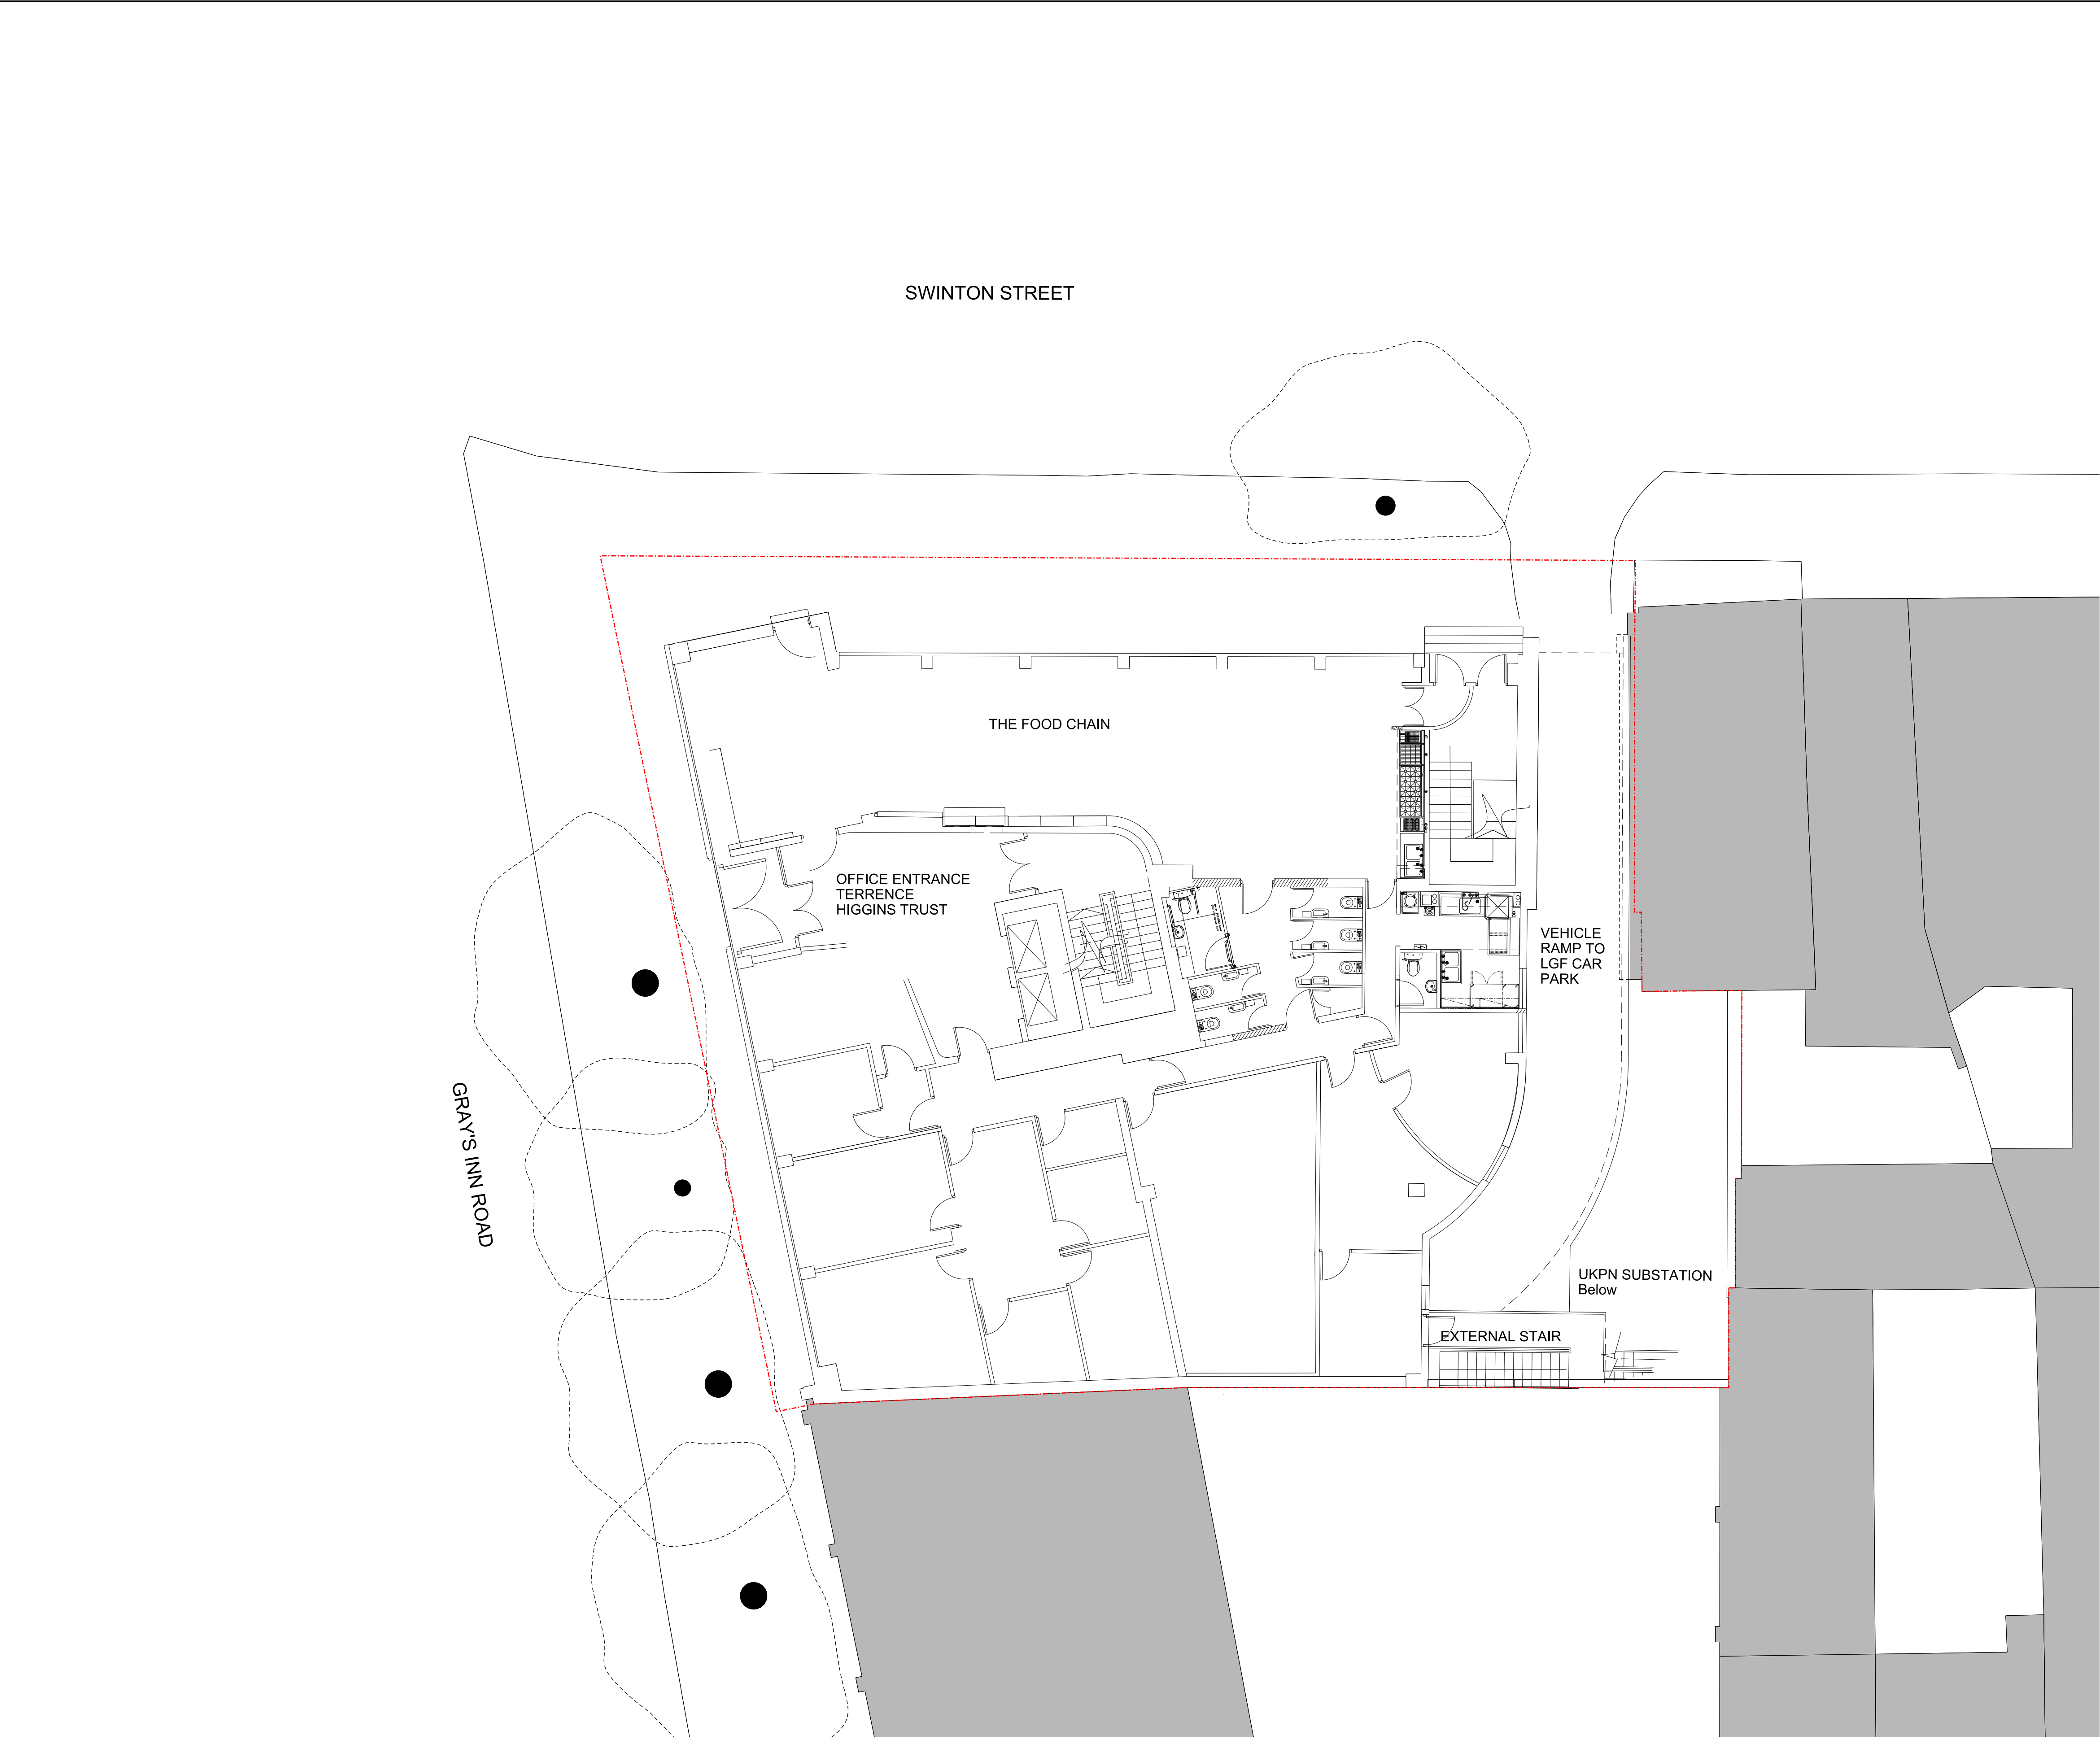 SWINTON STREET
THE FOOD CHAIN
OFFICE ENTRANCE
TERRENCE
HIGGINS TRUST
VEHICLE
RAMP TO
LGF CAR
PARK
GRAY'S INN ROAD
UKPN SUBSTATION
Below
EXTERNAL STAIR